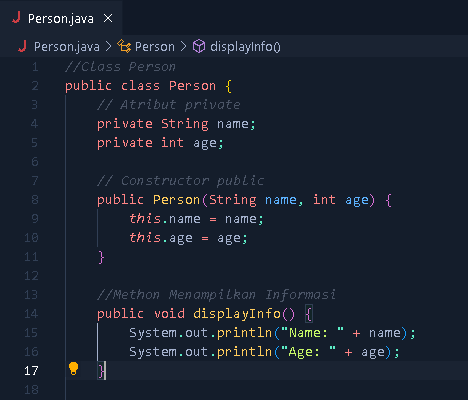 J Person.java ×
J Person.java > Person > displayInfo()
1 //Class Person
2 public class Person {
3 // Atribut private
4 private String name;
5 private int age;
6
7 // Constructor public
8 public Person(String name, int age) {
9 this.name = name;
10 this.age = age;
11 }
12
13 //Methon Menampilkan Informasi
14 public void displayInfo() {
15 System.out.println("Name: " + name);
16 System.out.println("Age: " + age);
17 }
18